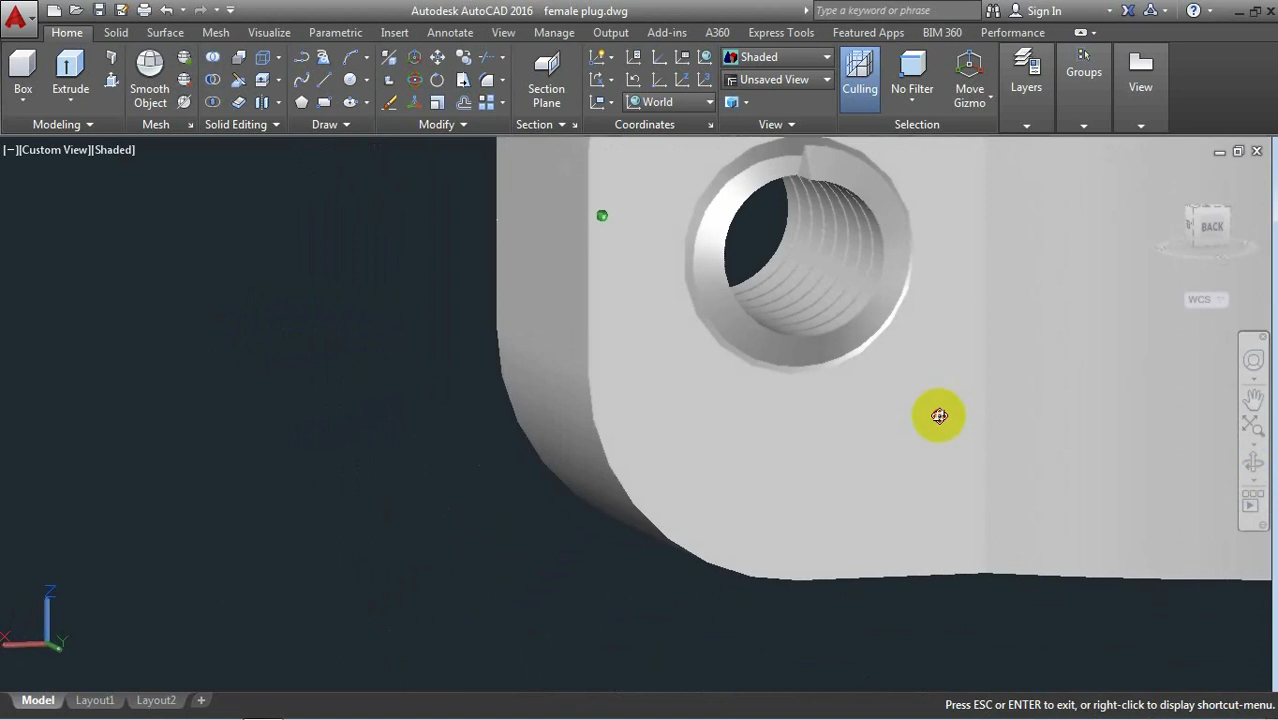 Autodesk AutoCAD 2016 female plug.dwg
Type a keyword or phrase
Sign In
Home Solid Surface Mesh Visualize Parametric Insert Annotate View Manage Output Add-ins A360 Express Tools Featured Apps BIM 360 Performance
Box Extrude Smooth Object Section Plane Shaded Unsaved View World Culling No Filter Move Gizmo Layers Groups View
Modeling Mesh Solid Editing Draw Modify Section Coordinates View Selection
[−][Custom View][Shaded]
BACK
WCS
Z
X
Y
Model Layout1 Layout2 +
Press ESC or ENTER to exit, or right-click to display shortcut-menu.